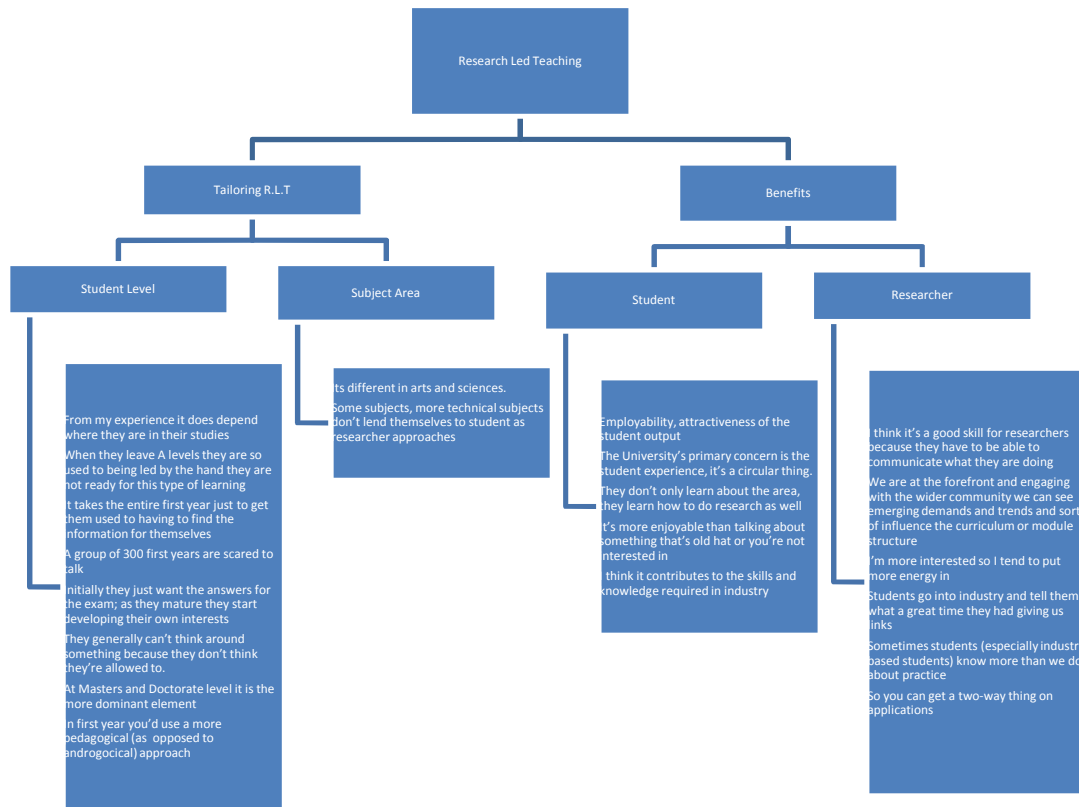 Research Led Teaching
Tailoring R.L.T
Benefits
Student Level
Subject Area
Student
Researcher
From my experience it does depend
where they are in their studies
When they leave A levels they are so
used to being led by the hand they are
not ready for this type of learning
It takes the entire first year just to get
them used to having to find the
information for themselves
A group of 300 first years are scared to
talk
Initially they just want the answers for
the exam; as they mature they start
developing their own interests
They generally can't think around
something because they don't think
they're allowed to.
At Masters and Doctorate level it is the
more dominant element
In first year you'd use a more
pedagogical (as opposed to
androgocical) approach
Its different in arts and sciences.
Some subjects, more technical subjects
don't lend themselves to student as
researcher approaches
Employability, attractiveness of the
student output
The University's primary concern is the
student experience, it's a circular thing.
They don't only learn about the area,
they learn how to do research as well
It's more enjoyable than talking about
something that's old hat or you're not
interested in
I think it contributes to the skills and
knowledge required in industry
I think it's a good skill for researchers
because they have to be able to
communicate what they are doing
We are at the forefront and engaging
with the wider community we can see
emerging demands and trends and sort
of influence the curriculum or module
structure
I'm more interested so I tend to put
more energy in
Students go into industry and tell them
what a great time they had giving us
links
Sometimes students (especially industry
based students) know more than we do
about practice
So you can get a two-way thing on
applications